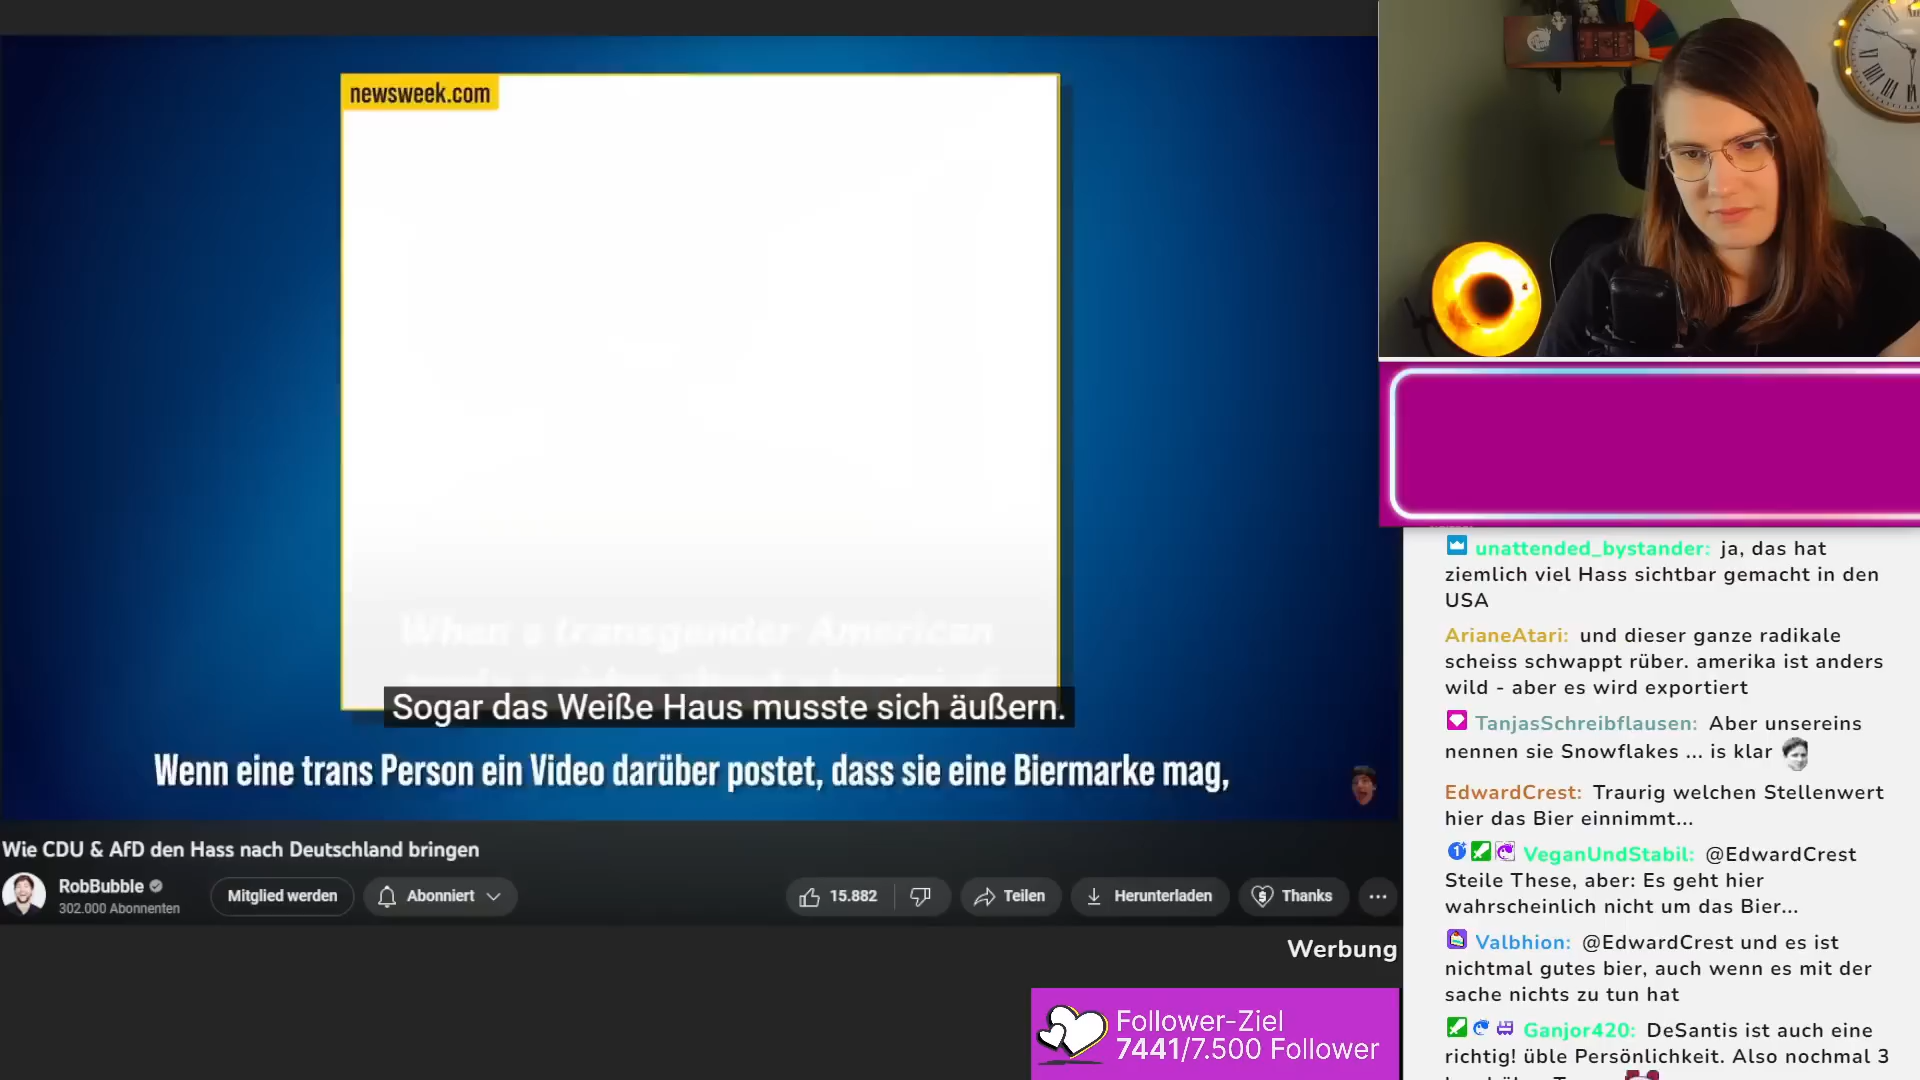 newsweek.com
When a transgender American
Sogar das Weiße Haus musste sich äußern.
Wenn eine trans Person ein Video darüber postet, dass sie eine Biermarke mag,
Wie CDU & AfD den Hass nach Deutschland bringen
RobBubble
302.000 Abonnenten
Mitglied werden
Abonniert
15.882
Teilen
Herunterladen
Thanks
Werbung
Follower-Ziel
7441/7.500 Follower
unattended_bystander: ja, das hat
ziemlich viel Hass sichtbar gemacht in den
USA
ArianeAtari: und dieser ganze radikale
scheiss schwappt rüber. amerika ist anders
wild - aber es wird exportiert
TanjasSchreibflausen: Aber unsereins
nennen sie Snowflakes ... is klar
EdwardCrest: Traurig welchen Stellenwert
hier das Bier einnimmt...
VeganUndStabil: @EdwardCrest
Steile These, aber: Es geht hier
wahrscheinlich nicht um das Bier...
Valbhion: @EdwardCrest und es ist
nichtmal gutes bier, auch wenn es mit der
sache nichts zu tun hat
Ganjor420: DeSantis ist auch eine
richtig! üble Persönlichkeit. Also nochmal 3